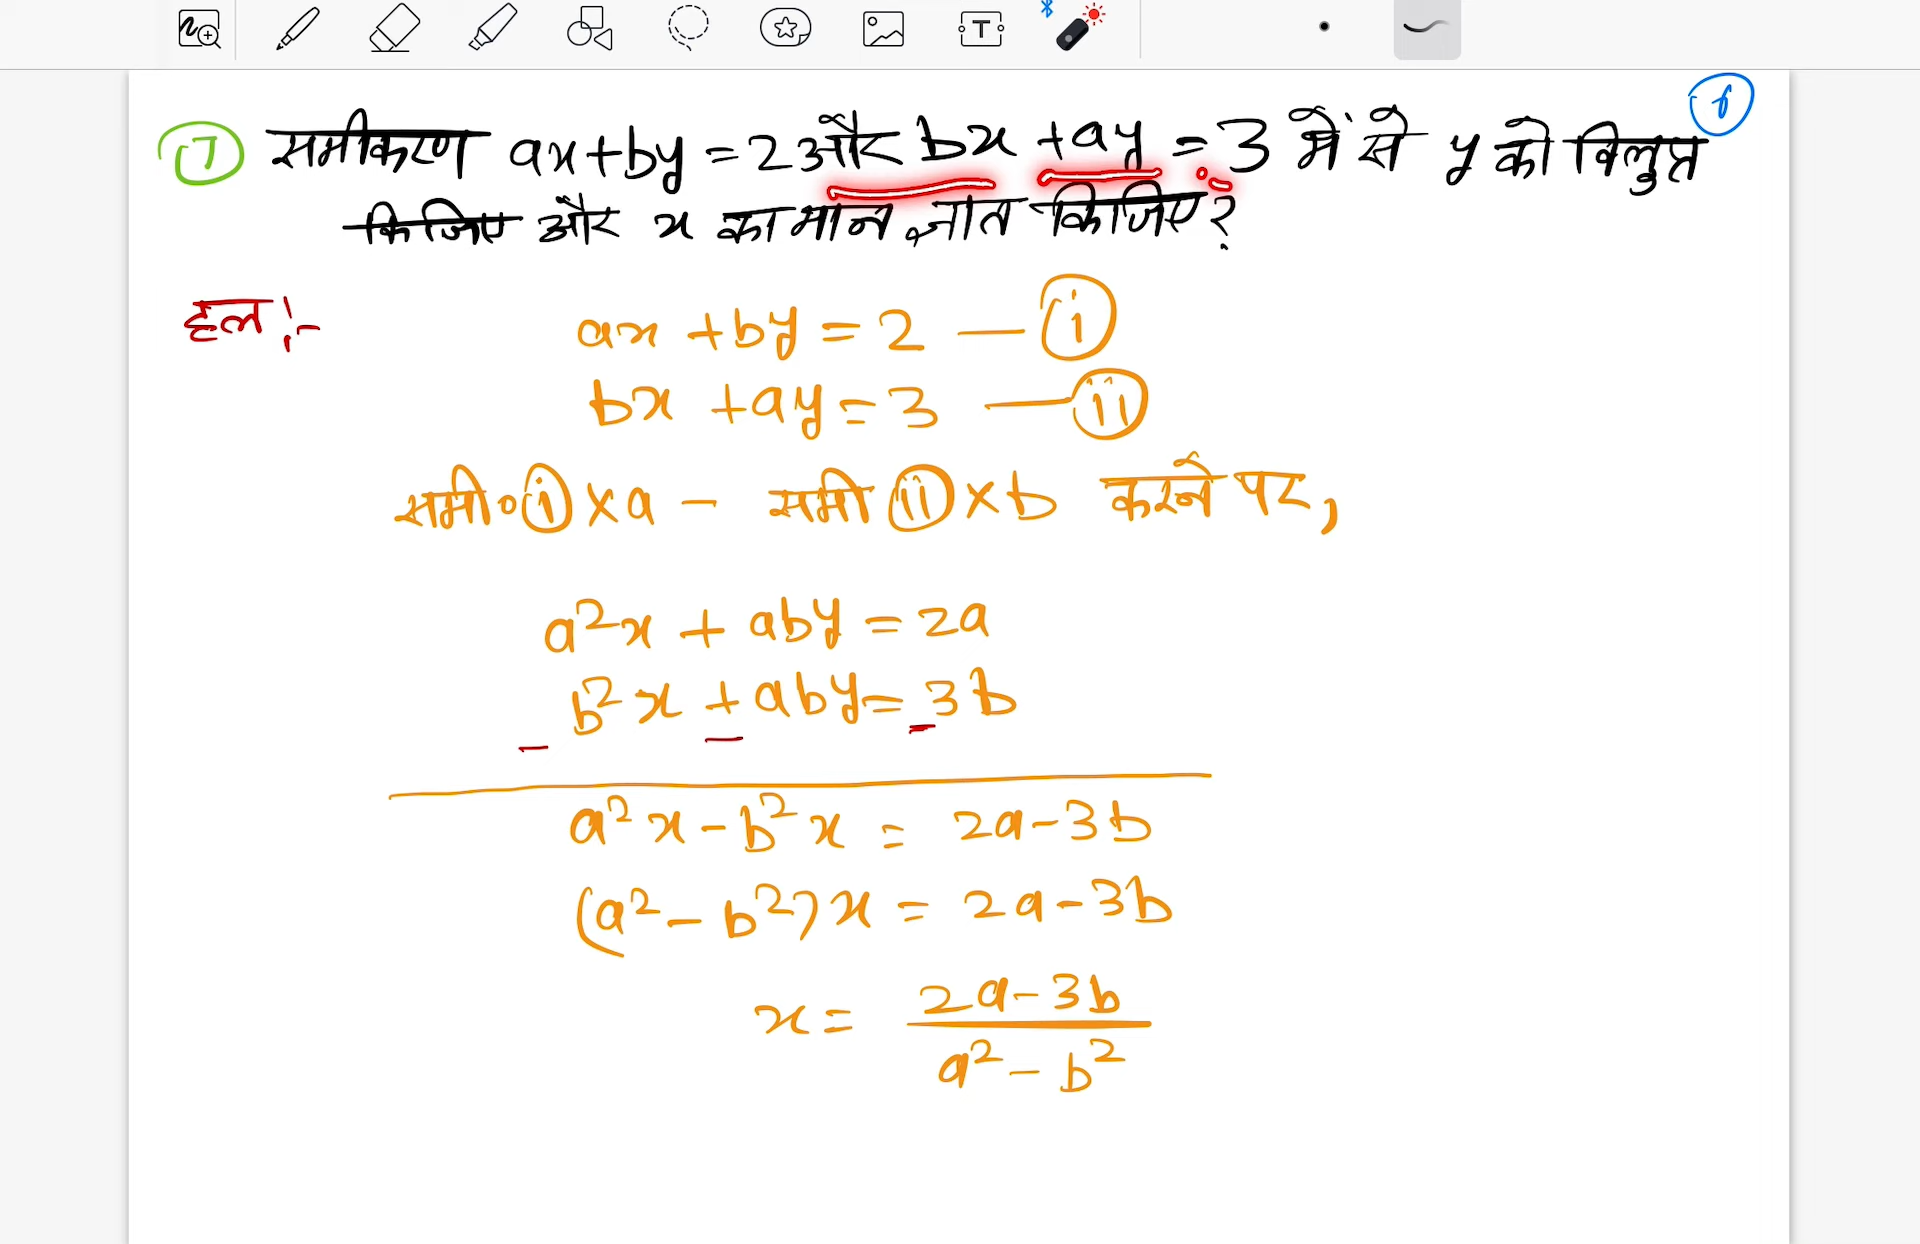 6
7 समीकरण ax+by=2 और bx+ay=3 में से y को विलुप्त
किजिए और x का मान ज्ञात किजिए?
हल:-
ax+by=2 — i
bx+ay=3 — ii
समी० i ×a - समी ii ×b करने पर,
a²x + aby = 2a
b²x + aby = 3b
- - -
a²x - b²x = 2a-3b
(a²-b²)x = 2a-3b
x = 2a-3b
a²-b²